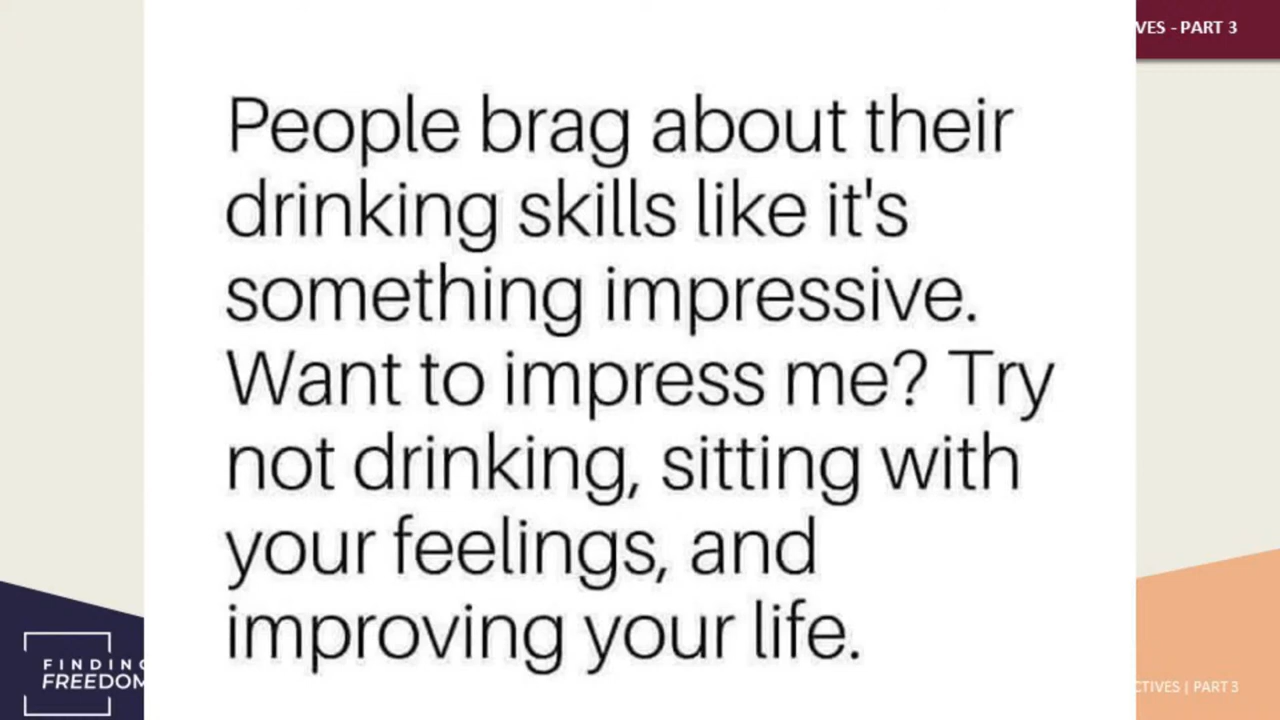 VES - PART 3
People brag about their
drinking skills like it's
something impressive.
Want to impress me? Try
not drinking, sitting with
your feelings, and
improving your life.
FINDING
FREEDOM
CTIVES | PART 3